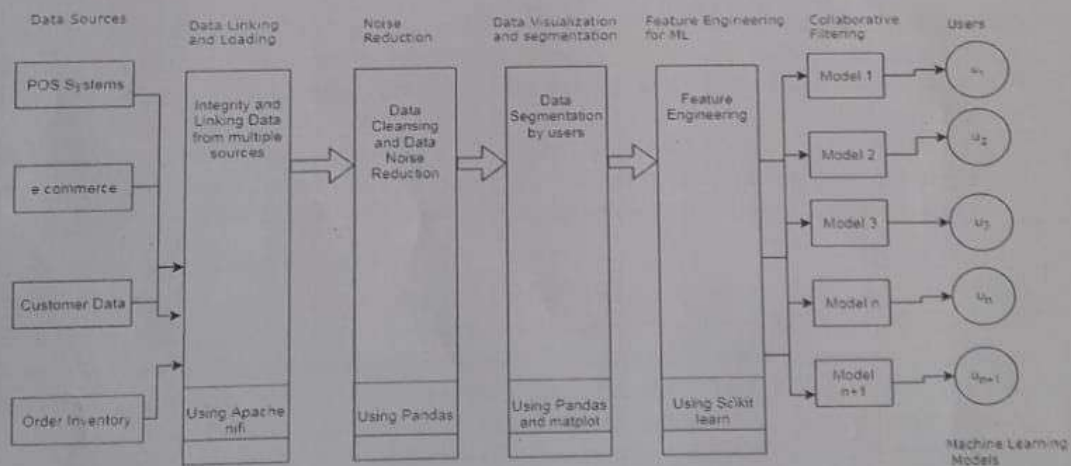 Data Sources
Data Linking
and Loading
Noise
Reduction
Data Visualization
and segmentation
Feature Engineering
for ML
Collaborative
Filtering
Users
POS Systems
e commerce
Customer Data
Order Inventory
Integrity and
Linking Data
from multiple
sources
Using Apache
nifi
Data
Cleansing
and Data
Noise
Reduction
Using Pandas
Data
Segmentation
by users
Using Pandas
and matplot
Feature
Engineering
Using Scikit
learn
Model 1
Model 2
Model 3
Model n
Model
n+1
u₁
u₂
u₃
uₙ
uₙ₊₁
Machine Learning
Models